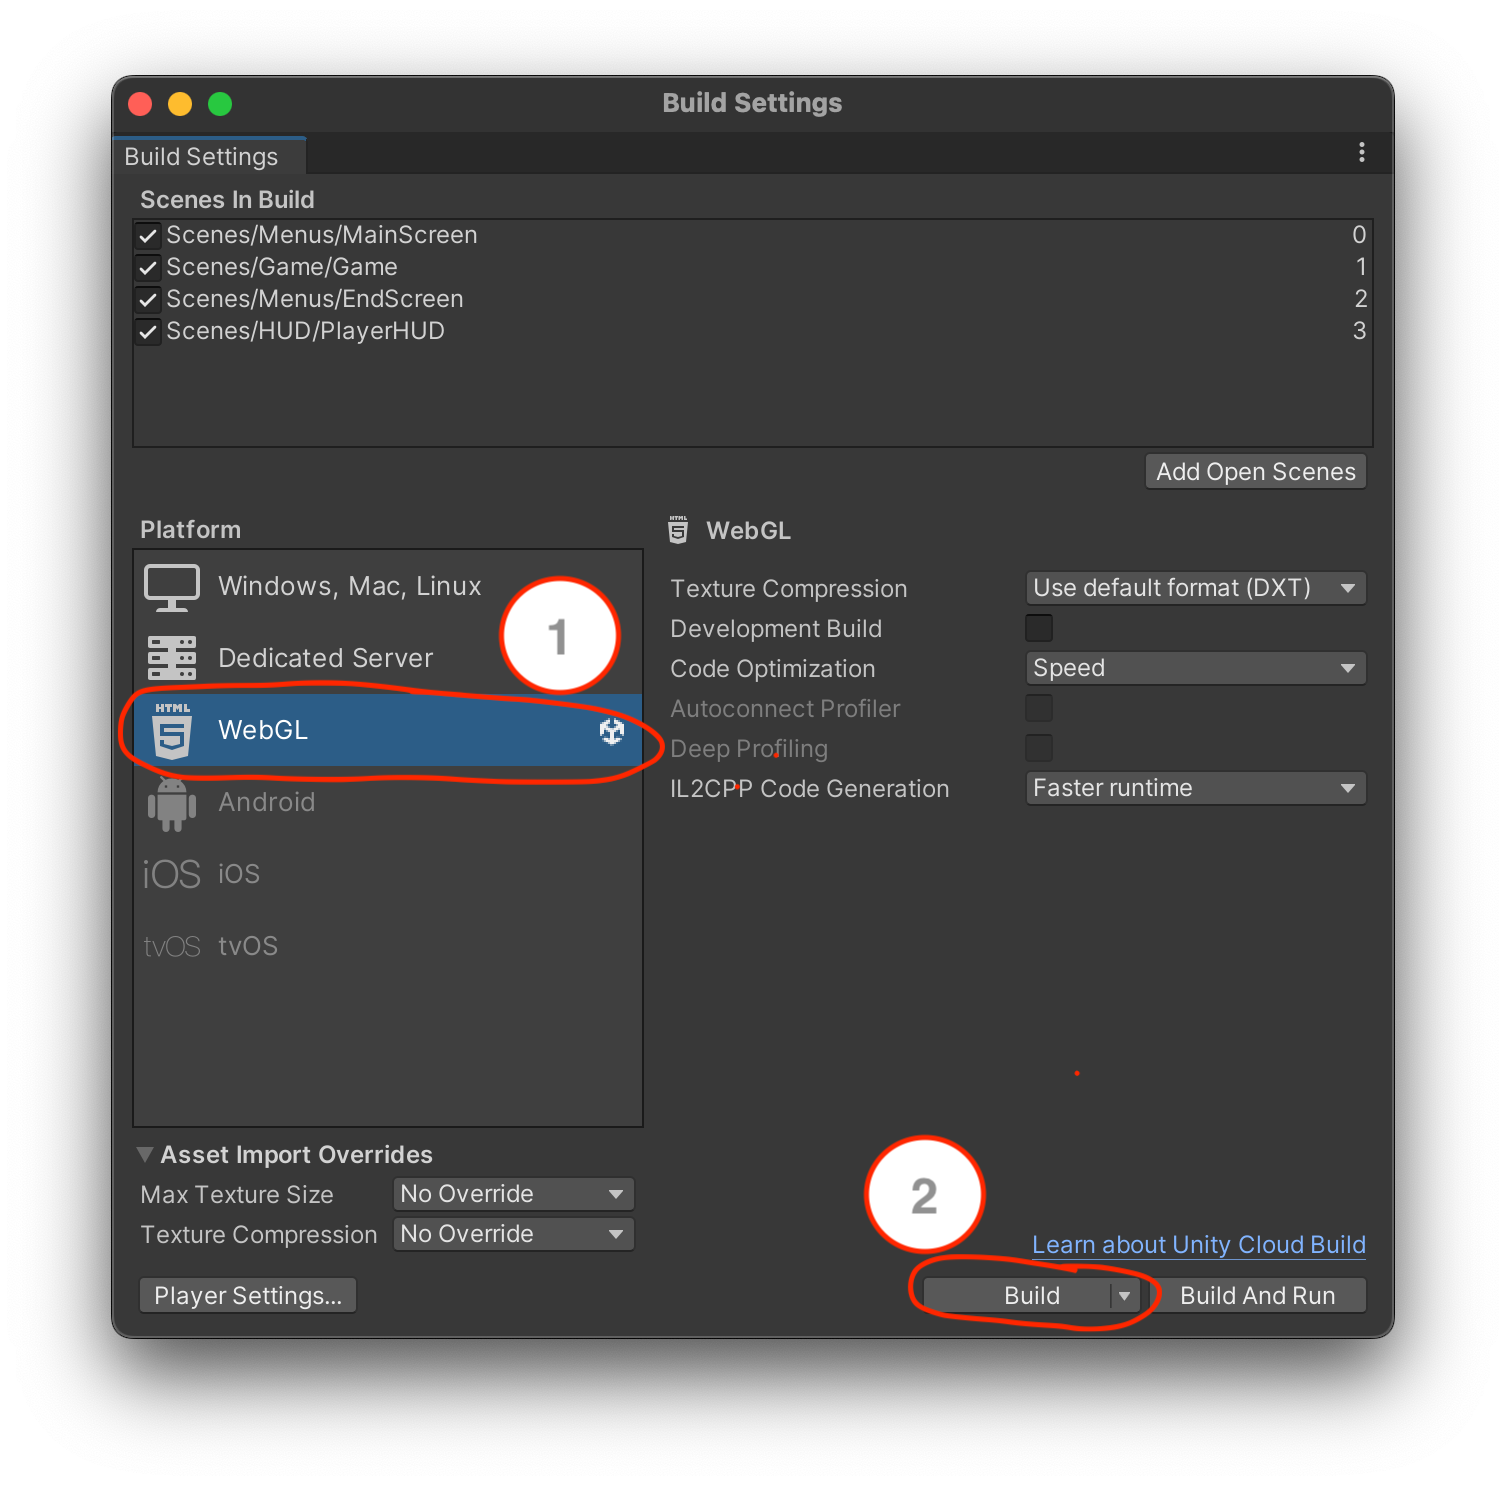 Build Settings
Build Settings
Scenes In Build
Scenes/Menus/MainScreen 0
Scenes/Game/Game 1
Scenes/Menus/EndScreen 2
Scenes/HUD/PlayerHUD 3
Add Open Scenes
Platform
Windows, Mac, Linux
1
Dedicated Server
HTML
5
WebGL
Android
iOS iOS
tvOS tvOS
HTML
5
WebGL
Texture Compression Use default format (DXT)
Development Build
Code Optimization Speed
Autoconnect Profiler
Deep Profiling
IL2CPP Code Generation Faster runtime
Asset Import Overrides
Max Texture Size No Override
Texture Compression No Override
2
Learn about Unity Cloud Build
Player Settings... Build Build And Run